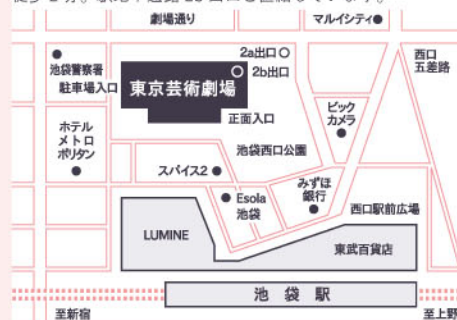 劇場通り
マルイシティ
2a出口
2b出口
西口
五差路
池袋警察署
駐車場入口
東京芸術劇場
正面入口
ビック
カメラ
ホテル
メトロ
ポリタン
池袋西口公園
スパイス2
みずほ
銀行
Esola
池袋
西口駅前広場
LUMINE
東武百貨店
池袋駅
至新宿
至上野